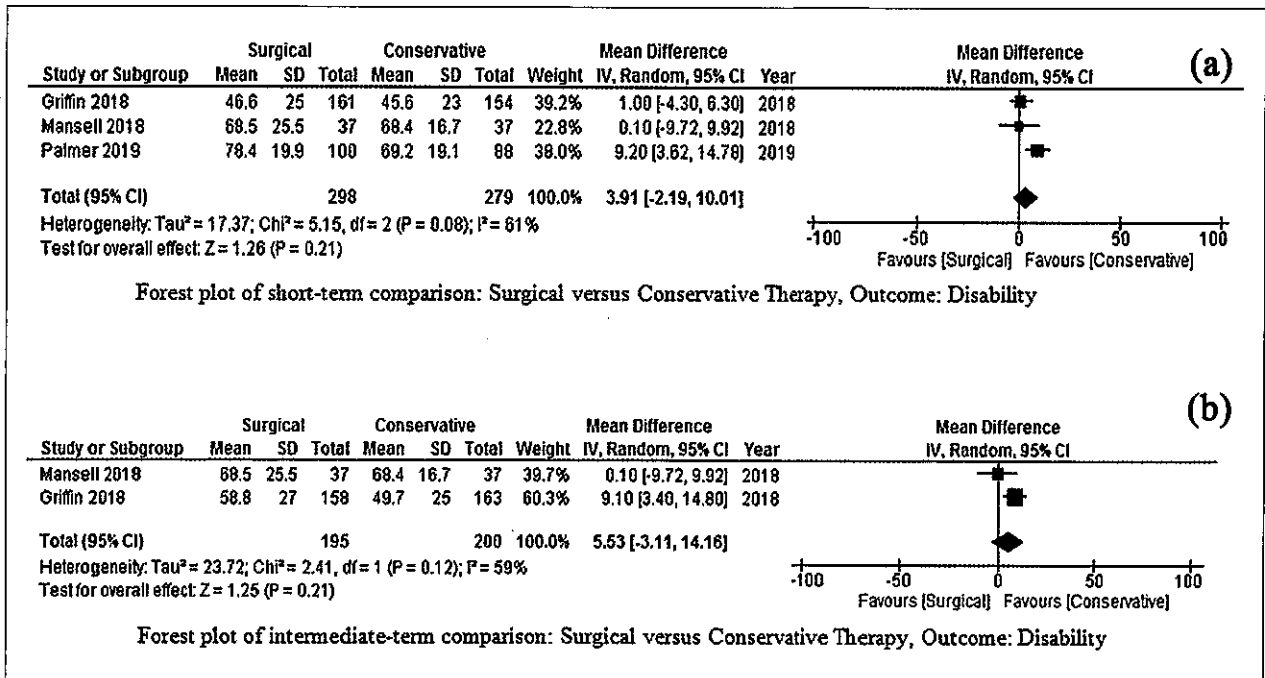 (a)
Surgical Conservative Mean Difference Mean Difference
Study or Subgroup Mean SD Total Mean SD Total Weight IV, Random, 95% CI Year IV, Random, 95% CI
Griffin 2018 46.6 25 161 45.6 23 154 39.2% 1.00 [-4.30, 6.30] 2018
Mansell 2018 68.5 25.5 37 68.4 16.7 37 22.8% 0.10 [-9.72, 9.92] 2018
Palmer 2019 78.4 19.9 100 69.2 19.1 88 38.0% 9.20 [3.62, 14.78] 2019
Total (95% CI) 298 279 100.0% 3.91 [-2.19, 10.01]
Heterogeneity: Tau² = 17.37; Chi² = 5.15, df = 2 (P = 0.08); I² = 61%
Test for overall effect: Z = 1.26 (P = 0.21)
-100 -50 0 50 100
Favours [Surgical] Favours [Conservative]
Forest plot of short-term comparison: Surgical versus Conservative Therapy, Outcome: Disability
(b)
Surgical Conservative Mean Difference Mean Difference
Study or Subgroup Mean SD Total Mean SD Total Weight IV, Random, 95% CI Year IV, Random, 95% CI
Mansell 2018 68.5 25.5 37 68.4 16.7 37 39.7% 0.10 [-9.72, 9.92] 2018
Griffin 2018 58.8 27 158 49.7 25 163 60.3% 9.10 [3.40, 14.80] 2018
Total (95% CI) 195 200 100.0% 5.53 [-3.11, 14.16]
Heterogeneity: Tau² = 23.72; Chi² = 2.41, df = 1 (P = 0.12); I² = 59%
Test for overall effect: Z = 1.25 (P = 0.21)
-100 -50 0 50 100
Favours [Surgical] Favours [Conservative]
Forest plot of intermediate-term comparison: Surgical versus Conservative Therapy, Outcome: Disability